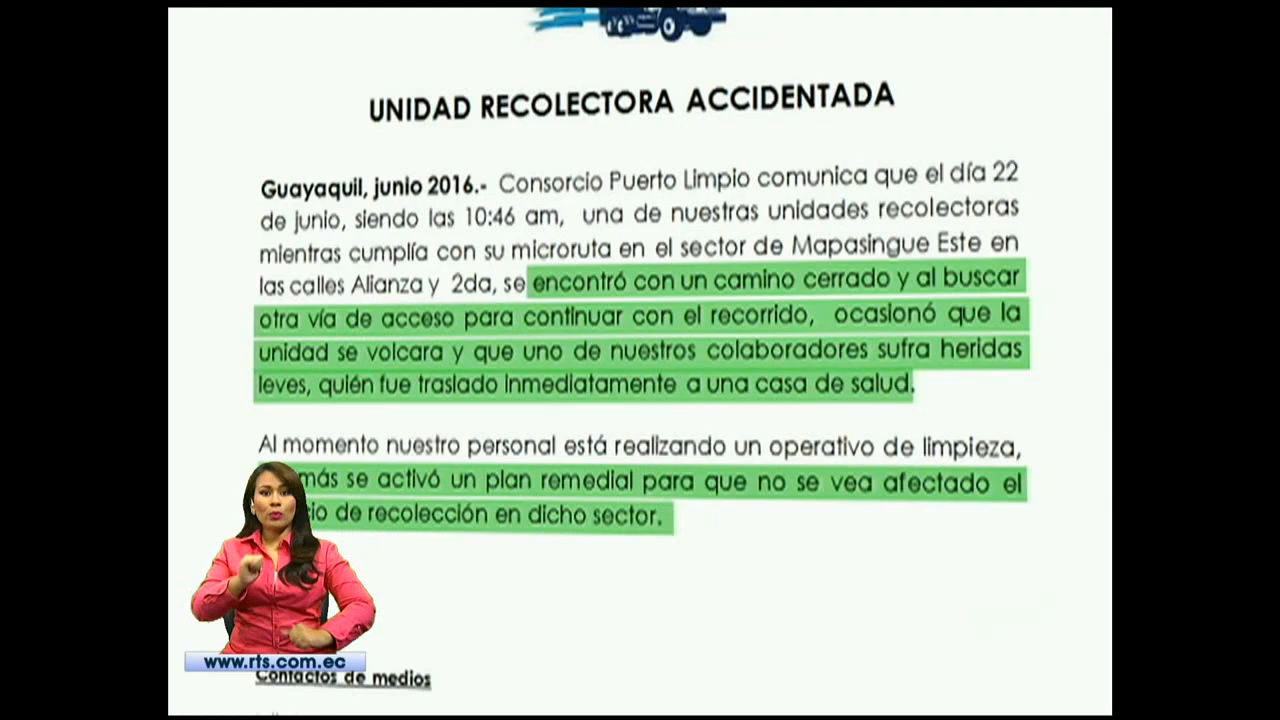 UNIDAD RECOLECTORA ACCIDENTADA
Guayaquil, junio 2016.- Consorcio Puerto Limpio comunica que el día 22
de junio, siendo las 10:46 am, una de nuestras unidades recolectoras
mientras cumplía con su microruta en el sector de Mapasingue Este en
las calles Alianza y 2da, se encontró con un camino cerrado y al buscar
otra vía de acceso para continuar con el recorrido, ocasionó que la
unidad se volcara y que uno de nuestros colaboradores sufra heridas
leves, quién fue traslado inmediatamente a una casa de salud.
Al momento nuestro personal está realizando un operativo de limpieza,
más se activó un plan remedial para que no se vea afectado el
de recolección en dicho sector.
www.rts.com.ec
Contactos de medios